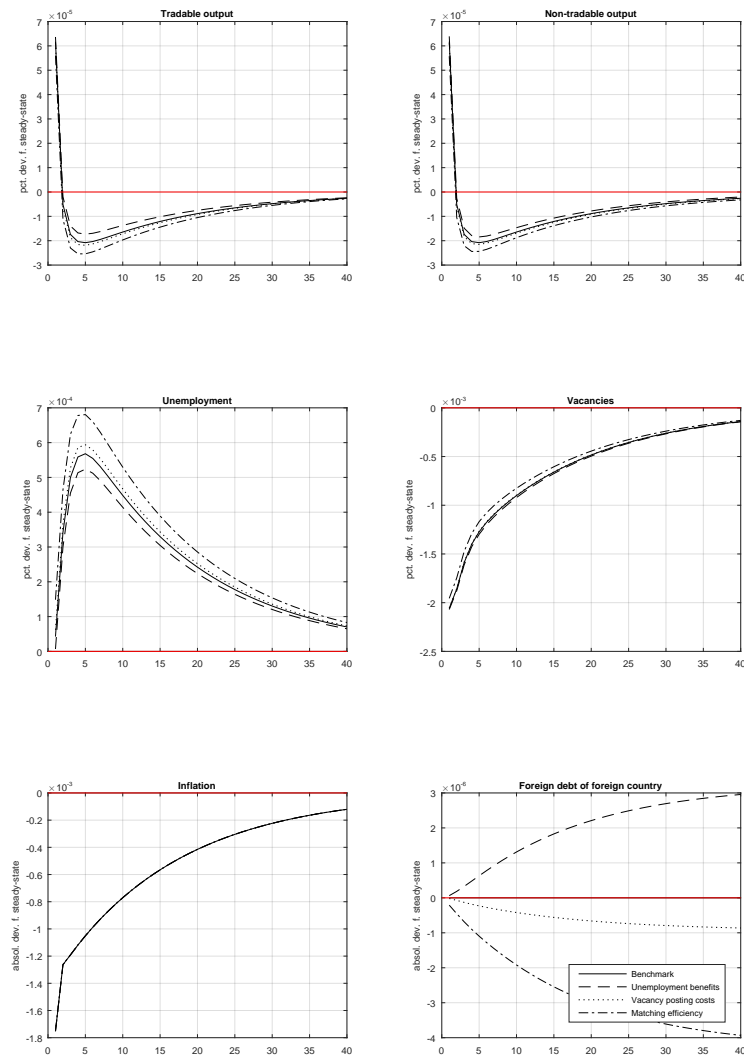 Tradable output
×10⁻⁵
pct. dev. f. steady-state
7
6
5
4
3
2
1
0
-1
-2
-3
0 5 10 15 20 25 30 35 40
Non-tradable output
×10⁻⁵
pct. dev. f. steady-state
7
6
5
4
3
2
1
0
-1
-2
-3
0 5 10 15 20 25 30 35 40
Unemployment
×10⁻⁴
pct. dev. f. steady-state
7
6
5
4
3
2
1
0
0 5 10 15 20 25 30 35 40
Vacancies
×10⁻³
pct. dev. f. steady-state
0
-0.5
-1
-1.5
-2
-2.5
0 5 10 15 20 25 30 35 40
Inflation
×10⁻³
absol. dev. f. steady-state
0
-0.2
-0.4
-0.6
-0.8
-1
-1.2
-1.4
-1.6
-1.8
0 5 10 15 20 25 30 35 40
Foreign debt of foreign country
×10⁻⁶
absol. dev. f. steady-state
3
2
1
0
-1
-2
-3
-4
0 5 10 15 20 25 30 35 40
Benchmark
Unemployment benefits
Vacancy posting costs
Matching efficiency